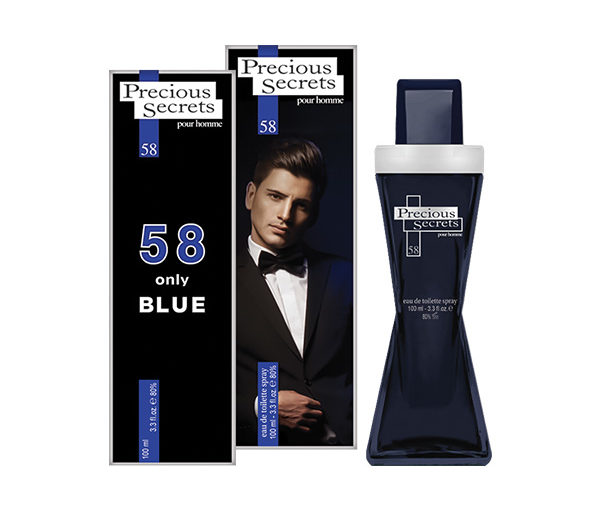 Precious
Secrets
pour homme
58
58
only
BLUE
100 ml 3.3 fl.oz. ℮ 80%
Precious
Secrets
pour homme
58
eau de toilette spray
100 ml - 3.3 fl.oz. ℮ 80%
Precious
Secrets
pour homme
58
eau de toilette spray
100 ml - 3.3 fl.oz. ℮
80%